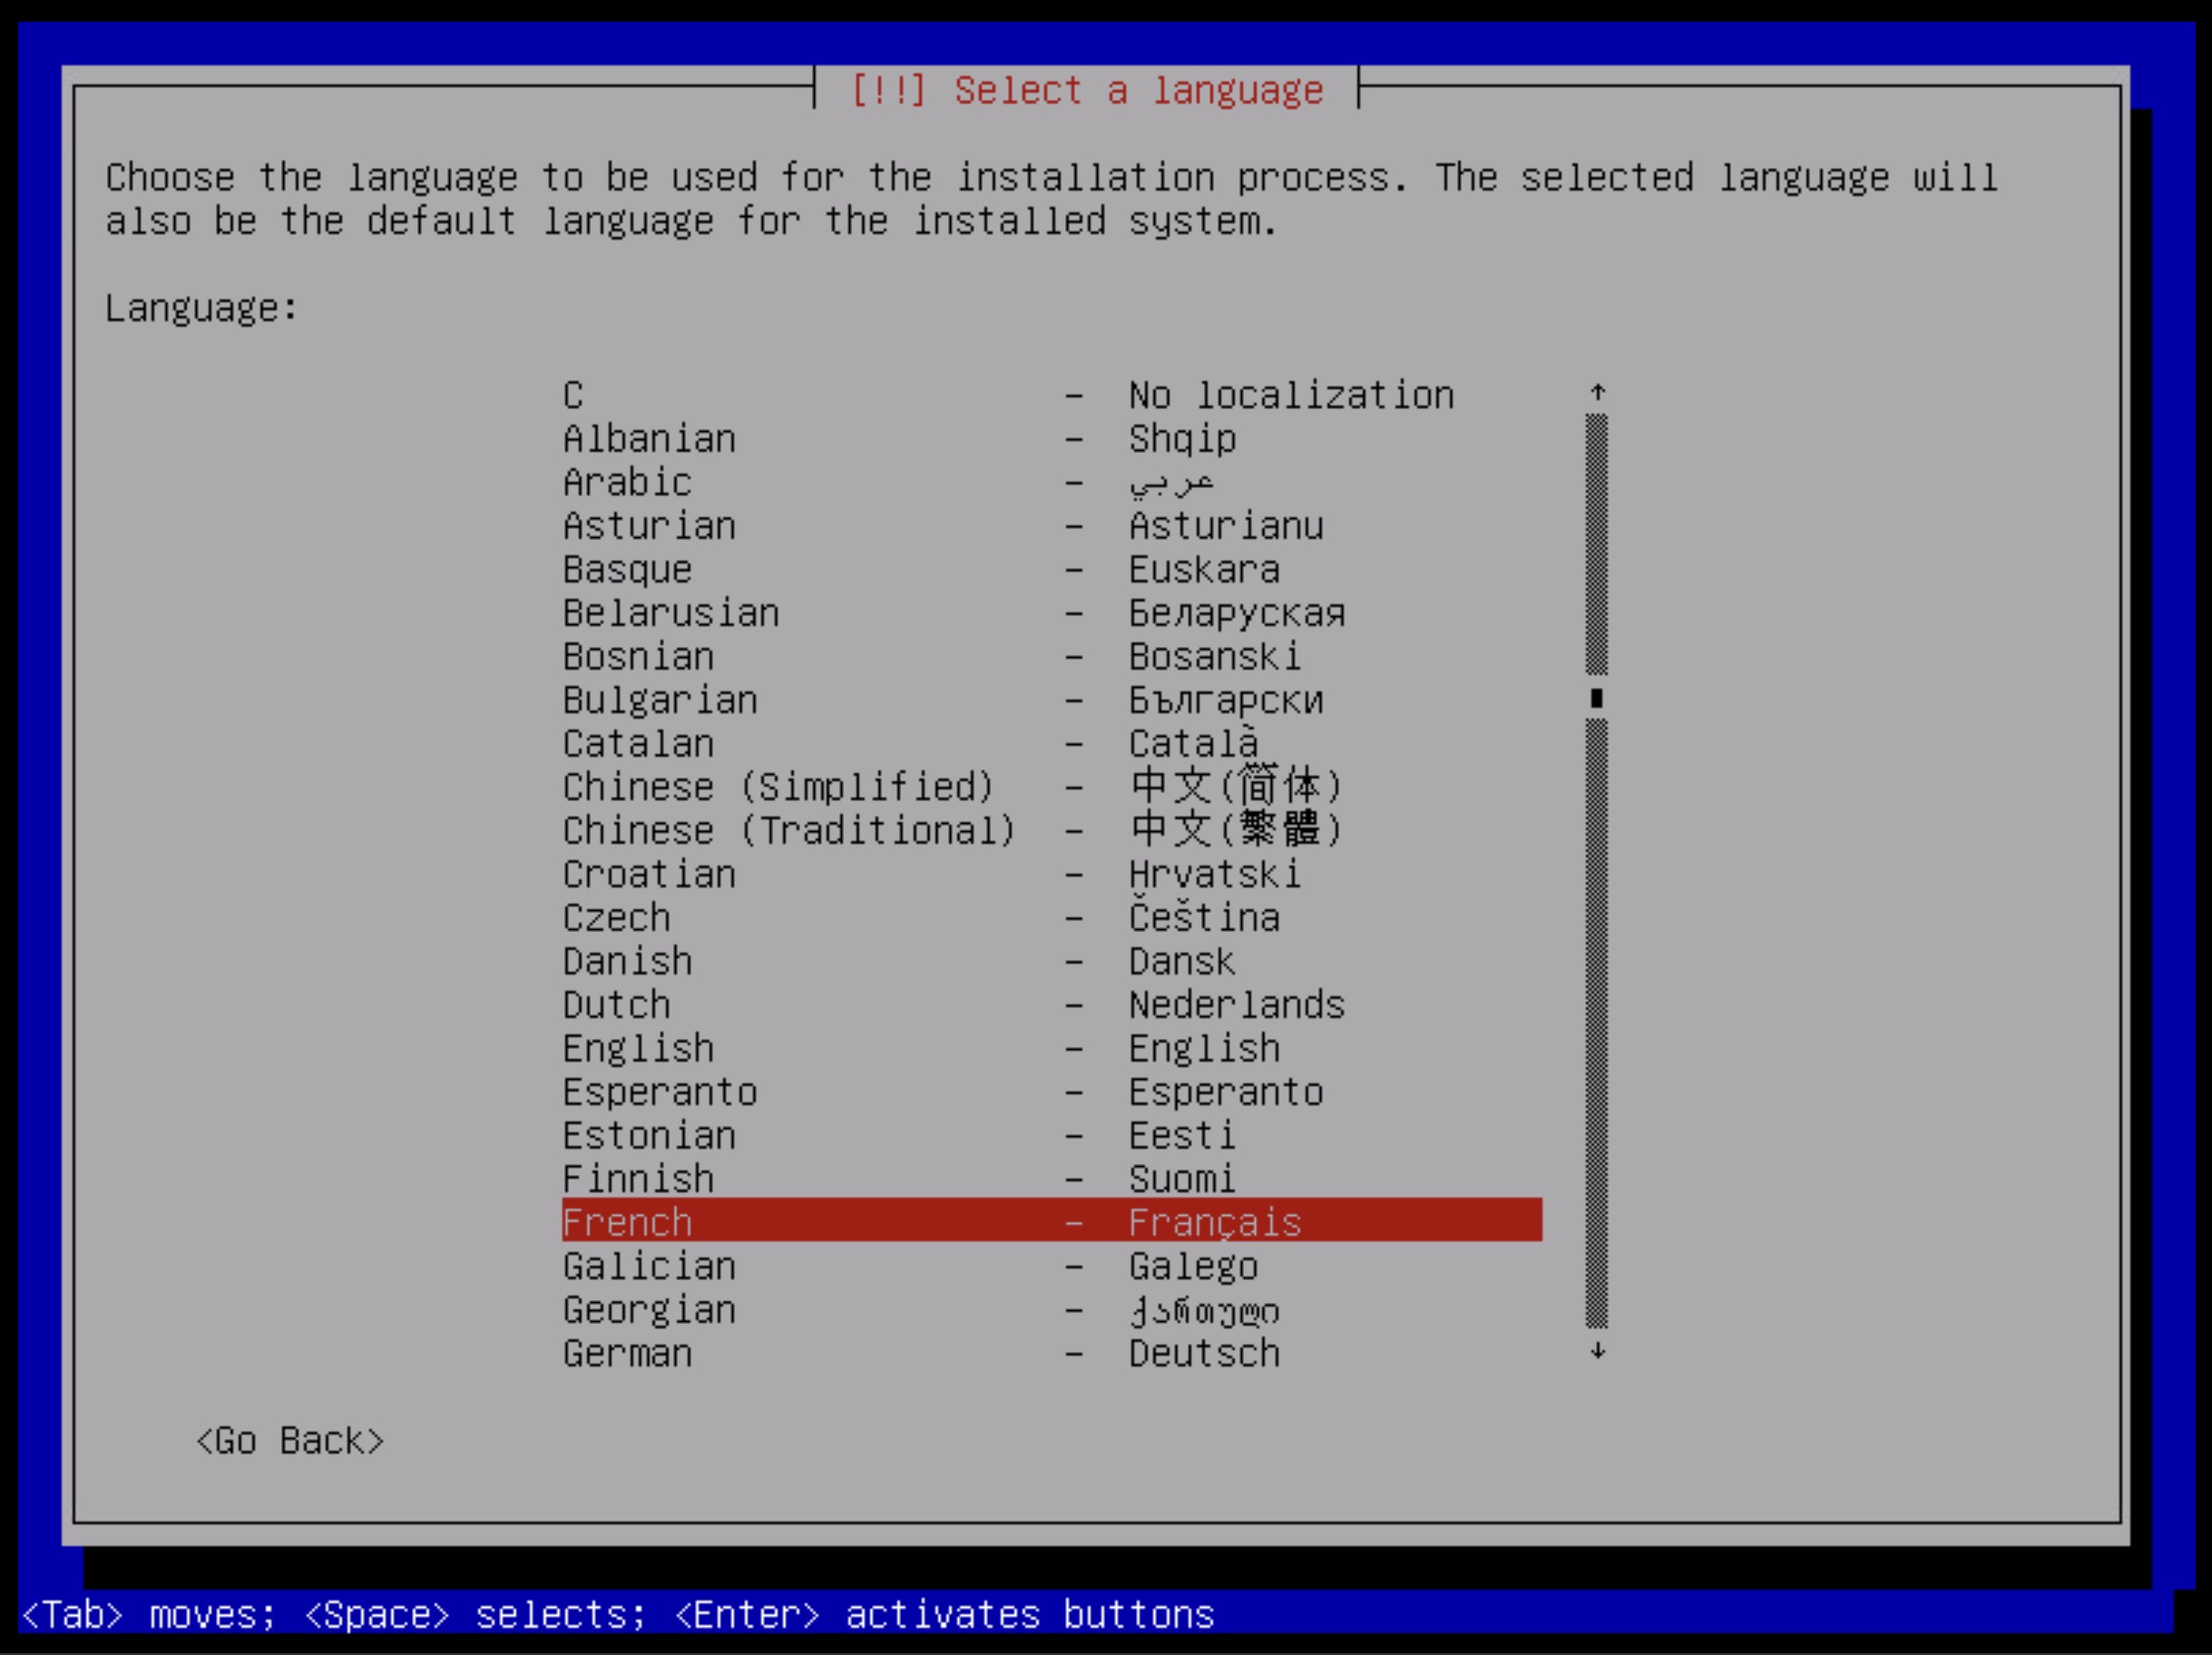 [!!] Select a language
Choose the language to be used for the installation process. The selected language will
also be the default language for the installed system.
Language:
C - No localization
Albanian - Shqip
Arabic - عربي
Asturian - Asturianu
Basque - Euskara
Belarusian - Беларуская
Bosnian - Bosanski
Bulgarian - Български
Catalan - Català
Chinese (Simplified) - 中文(简体)
Chinese (Traditional) - 中文(繁體)
Croatian - Hrvatski
Czech - Čeština
Danish - Dansk
Dutch - Nederlands
English - English
Esperanto - Esperanto
Estonian - Eesti
Finnish - Suomi
French - Français
Galician - Galego
Georgian - ქართული
German - Deutsch
<Go Back>
<Tab> moves; <Space> selects; <Enter> activates buttons